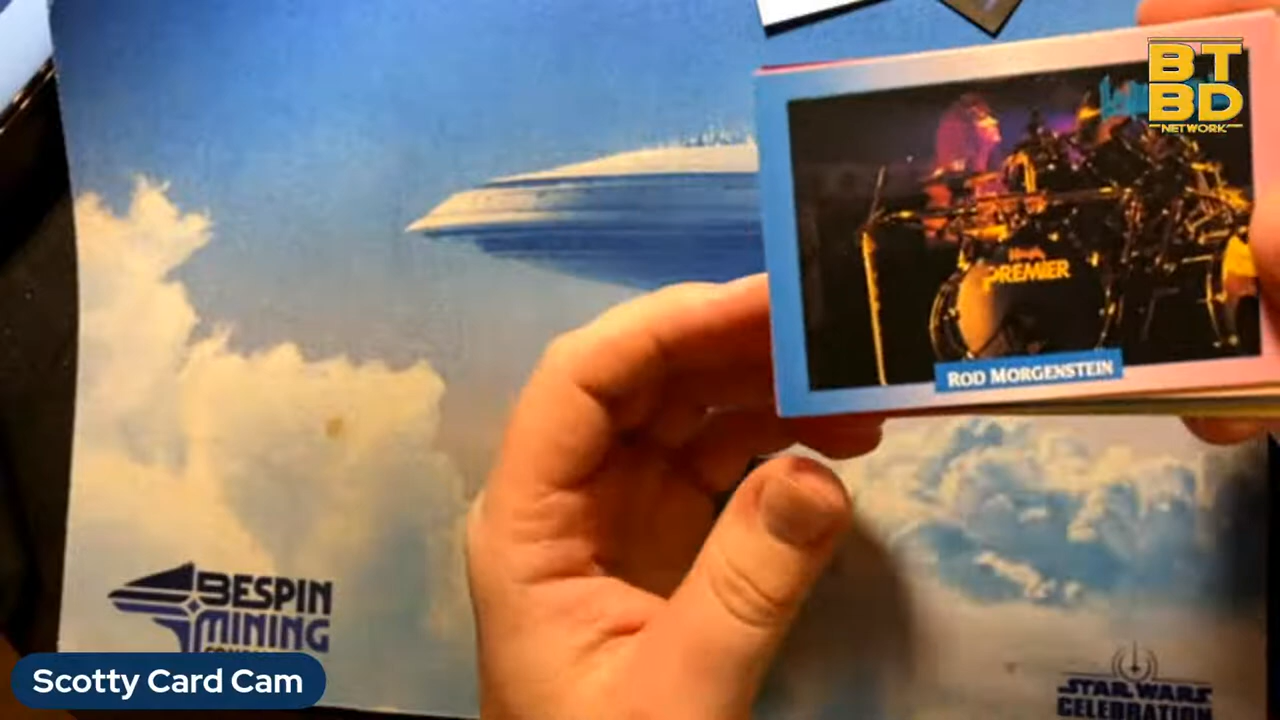 BT
BD
NETWORK
PREMIER
ROD MORGENSTEIN
BESPIN
MINING
STAR WARS
CELEBRATION
Scotty Card Cam